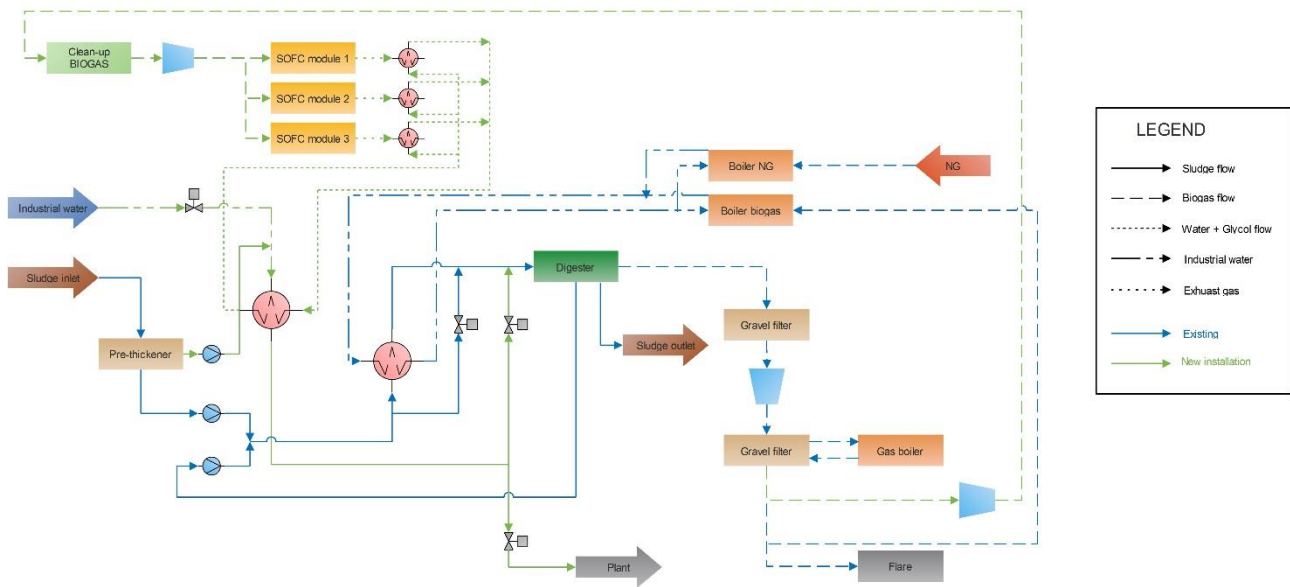 Clean-up
BIOGAS
SOFC module 1
SOFC module 2
SOFC module 3
Industrial water
Sludge inlet
Pre-thickener
Boiler NG
NG
Boiler biogas
Digester
Sludge outlet
Gravel filter
Gravel filter
Gas boiler
Flare
Plant
LEGEND
Sludge flow
Biogas flow
Water + Glycol flow
Industrial water
Exhuast gas
Existing
New installation